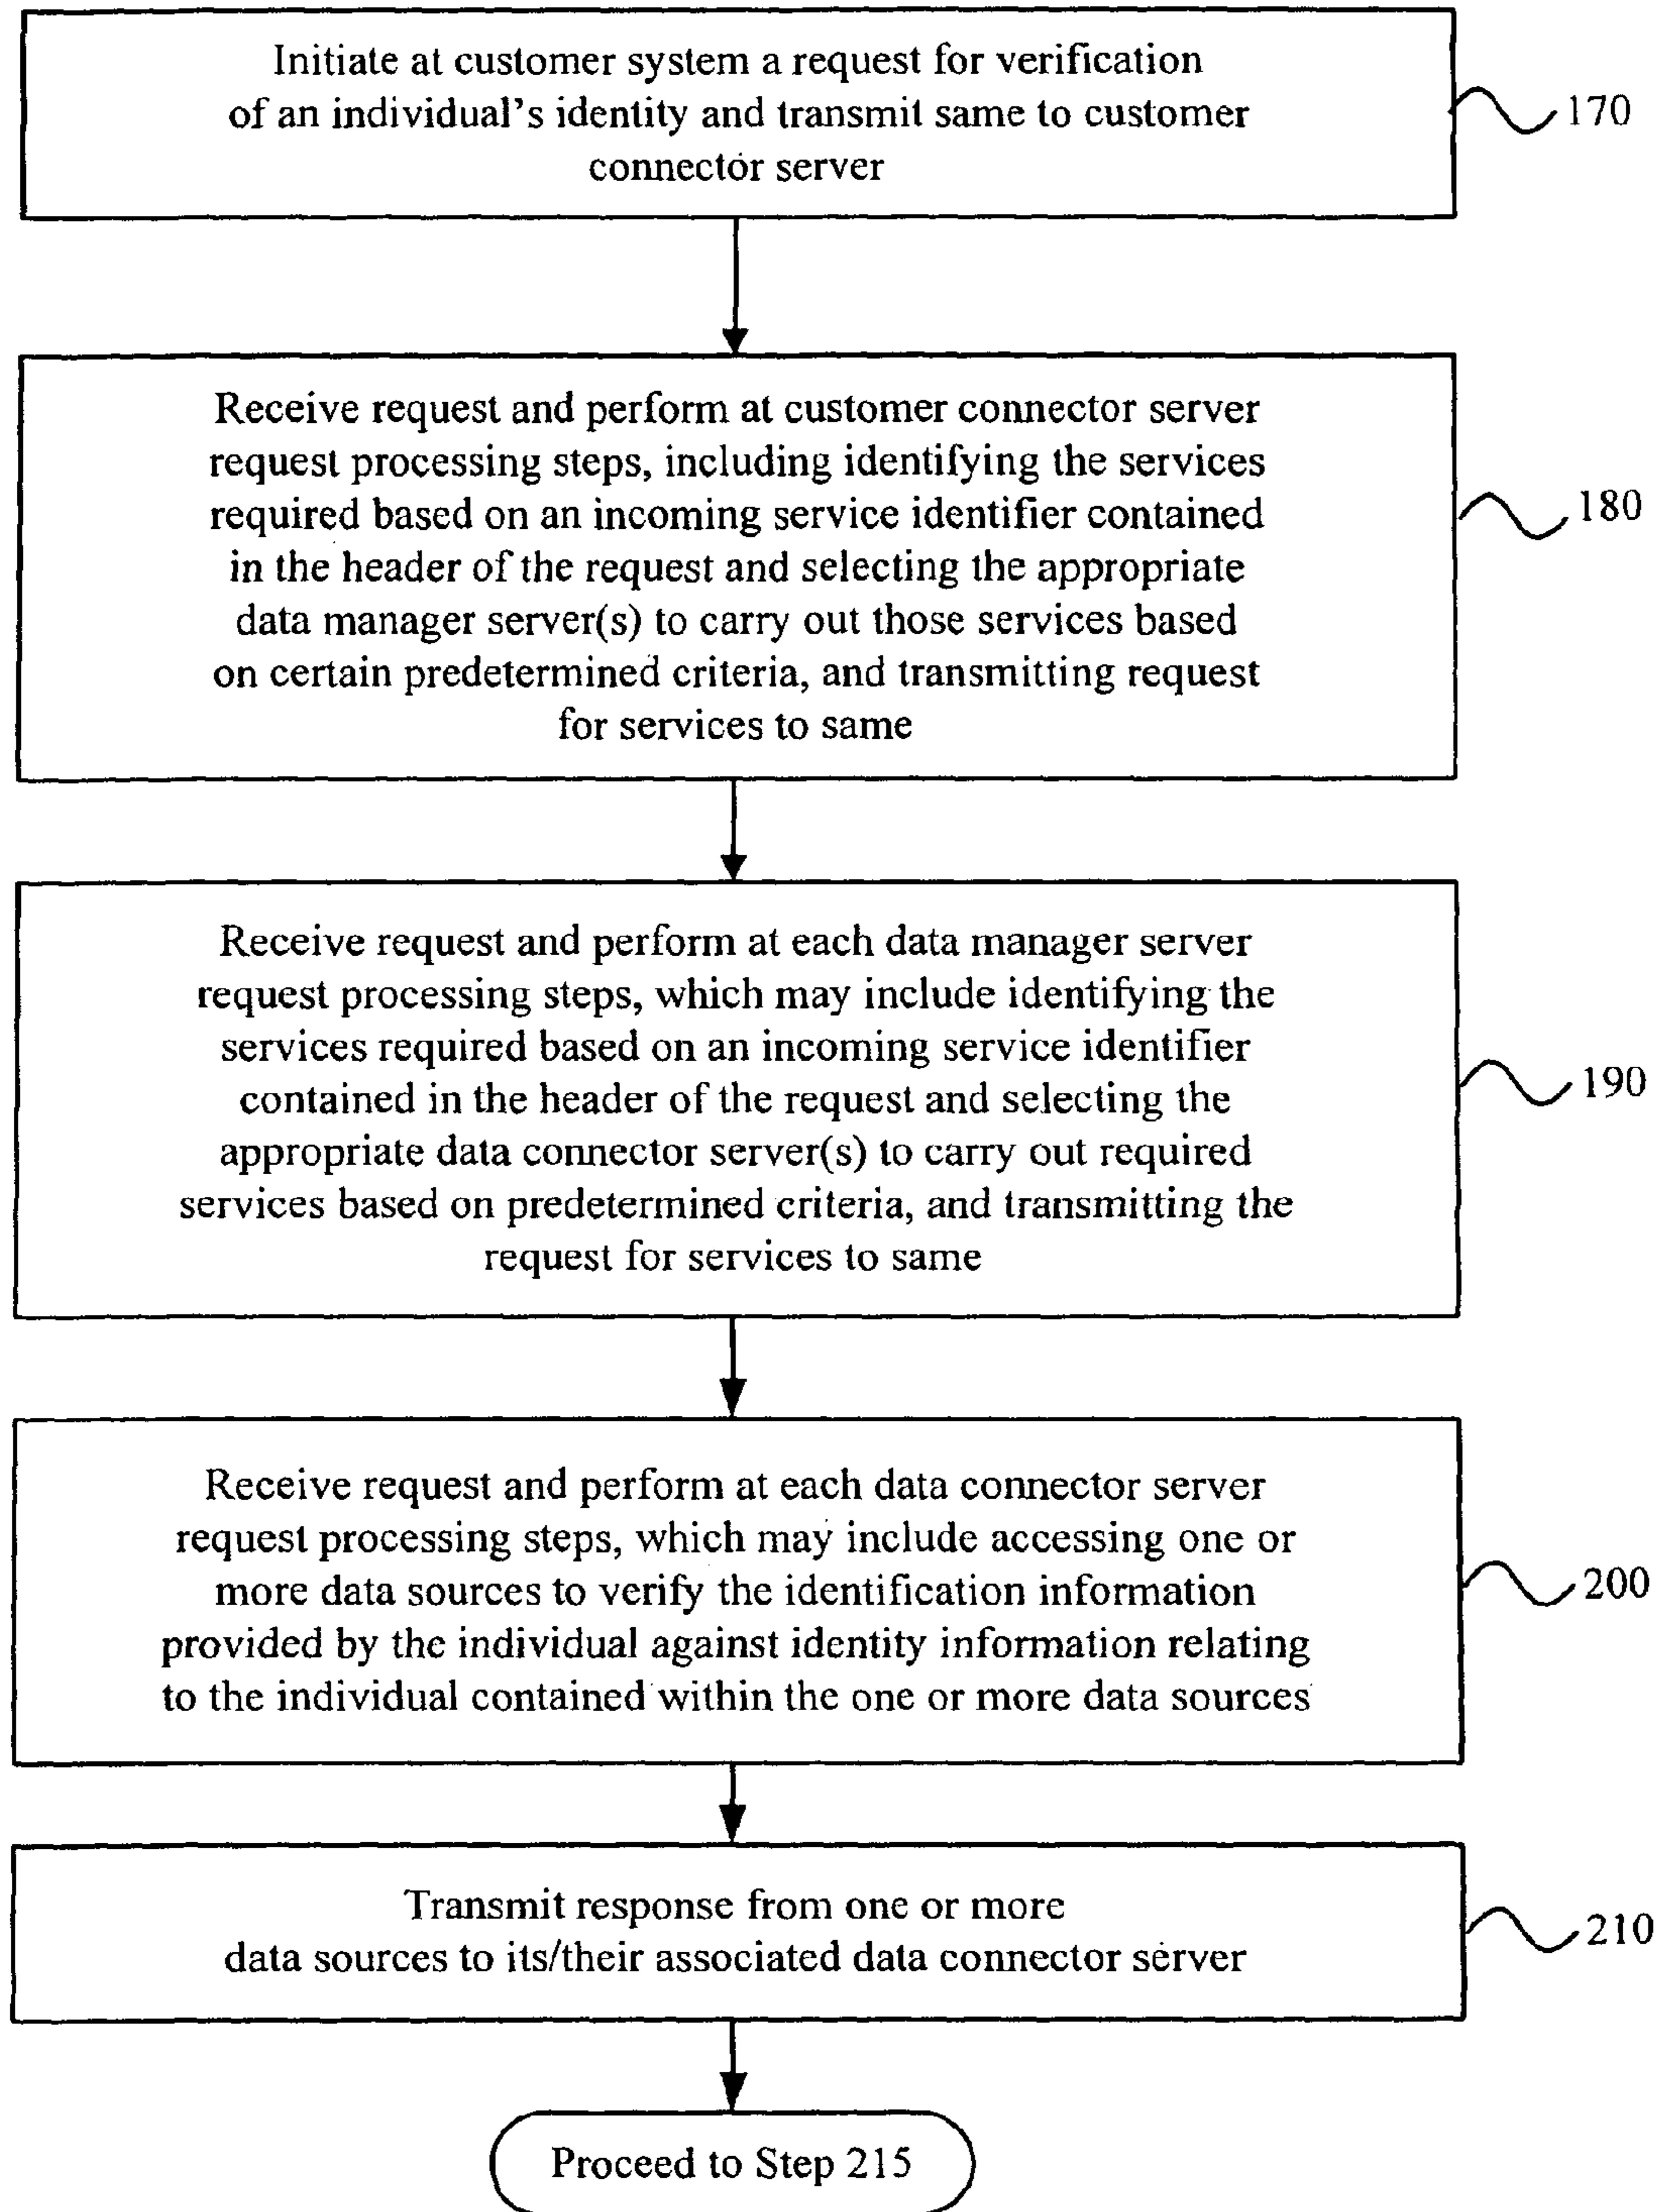 Initiate at customer system a request for verification
of an individual's identity and transmit same to customer
connector server
170
Receive request and perform at customer connector server
request processing steps, including identifying the services
required based on an incoming service identifier contained
in the header of the request and selecting the appropriate
data manager server(s) to carry out those services based
on certain predetermined criteria, and transmitting request
for services to same
180
Receive request and perform at each data manager server
request processing steps, which may include identifying the
services required based on an incoming service identifier
contained in the header of the request and selecting the
appropriate data connector server(s) to carry out required
services based on predetermined criteria, and transmitting the
request for services to same
190
Receive request and perform at each data connector server
request processing steps, which may include accessing one or
more data sources to verify the identification information
provided by the individual against identity information relating
to the individual contained within the one or more data sources
200
Transmit response from one or more
data sources to its/their associated data connector server
210
Proceed to Step 215